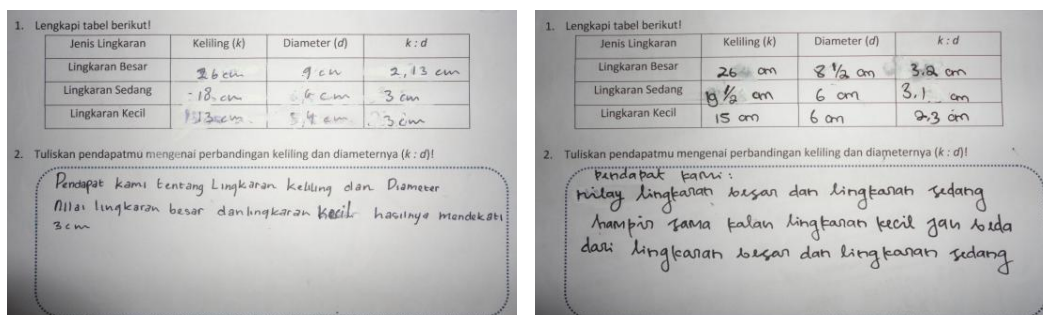 1. Lengkapi tabel berikut!
Jenis Lingkaran Keliling (k) Diameter (d) k : d
Lingkaran Besar 26 cm 9 cm 2,13 cm
Lingkaran Sedang 18 cm cm 3 cm
Lingkaran Kecil 13 cm cm 3 cm
2. Tuliskan pendapatmu mengenai perbandingan keliling dan diameternya (k : d)!
Pendapat kami tentang Lingkaran keliling dan Diameter
nilai lingkaran besar dan lingkaran kecil hasilnya mendekati
3 cm
1. Lengkapi tabel berikut!
Jenis Lingkaran Keliling (k) Diameter (d) k : d
Lingkaran Besar 26 cm 8 1/2 cm 3.2 cm
Lingkaran Sedang 19 1/2 cm 6 cm 3.1 cm
Lingkaran Kecil 15 cm 6 cm 2,3 cm
2. Tuliskan pendapatmu mengenai perbandingan keliling dan diameternya (k : d)!
pendapat kami :
nilay lingkaran besar dan lingkaran sedang
hampir sama kalau lingkaran kecil jau beda
dari lingkaran besar dan lingkaran sedang